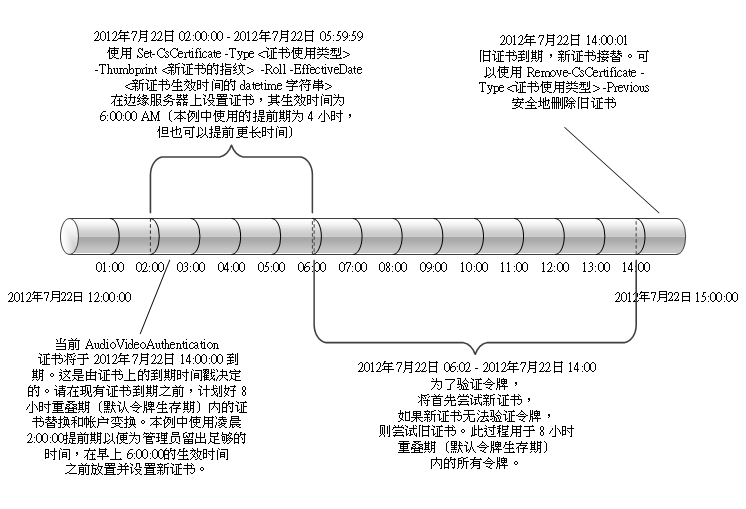 2012年7月22日 02:00:00 - 2012年7月22日 05:59:59
使用 Set-CsCertificate -Type <证书使用类型>
-Thumbprint <新证书的指纹> -Roll -EffectiveDate
<新证书生效时间的 datetime 字符串>
在边缘服务器上设置证书，其生效时间为
6:00:00 AM（本例中使用的提前期为 4 小时，
但也可以提前更长时间）
2012年7月22日 14:00:01
旧证书到期，新证书接替。可
以使用 Remove-CsCertificate -
Type <证书使用类型> -Previous
安全地删除旧证书
01:00 02:00 03:00 04:00 05:00 06:00 07:00 08:00 09:00 10:00 11:00 12:00 13:00 14:00
2012年7月22日 12:00:00
2012年7月22日 15:00:00
当前 AudioVideoAuthentication
证书将于 2012年7月22日 14:00:00 到
期。这是由证书上的到期时间戳决定
的。请在现有证书到期之前，计划好 8
小时重叠期（默认令牌生存期）内的证
书替换和帐户变换。本例中使用凌晨
2:00:00提前期以便为管理员留出足够的
时间，在早上 6:00:00的生效时间
之前放置并设置新证书。
2012年7月22日 06:02 - 2012年7月22日 14:00
为了验证令牌，
将首先尝试新证书，
如果新证书无法验证令牌，
则尝试旧证书。此过程用于 8 小时
重叠期（默认令牌生存期）
内的所有令牌。